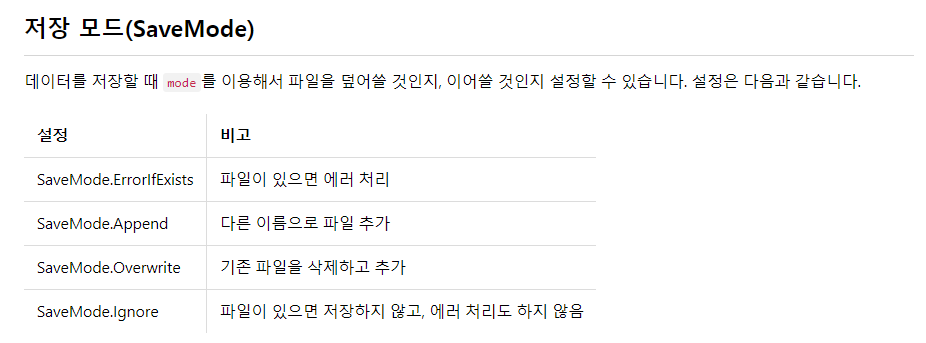 저장 모드(SaveMode)
데이터를 저장할 때 mode 를 이용해서 파일을 덮어쓸 것인지, 이어쓸 것인지 설정할 수 있습니다. 설정은 다음과 같습니다.
설정 비고
SaveMode.ErrorIfExists 파일이 있으면 에러 처리
SaveMode.Append 다른 이름으로 파일 추가
SaveMode.Overwrite 기존 파일을 삭제하고 추가
SaveMode.Ignore 파일이 있으면 저장하지 않고, 에러 처리도 하지 않음